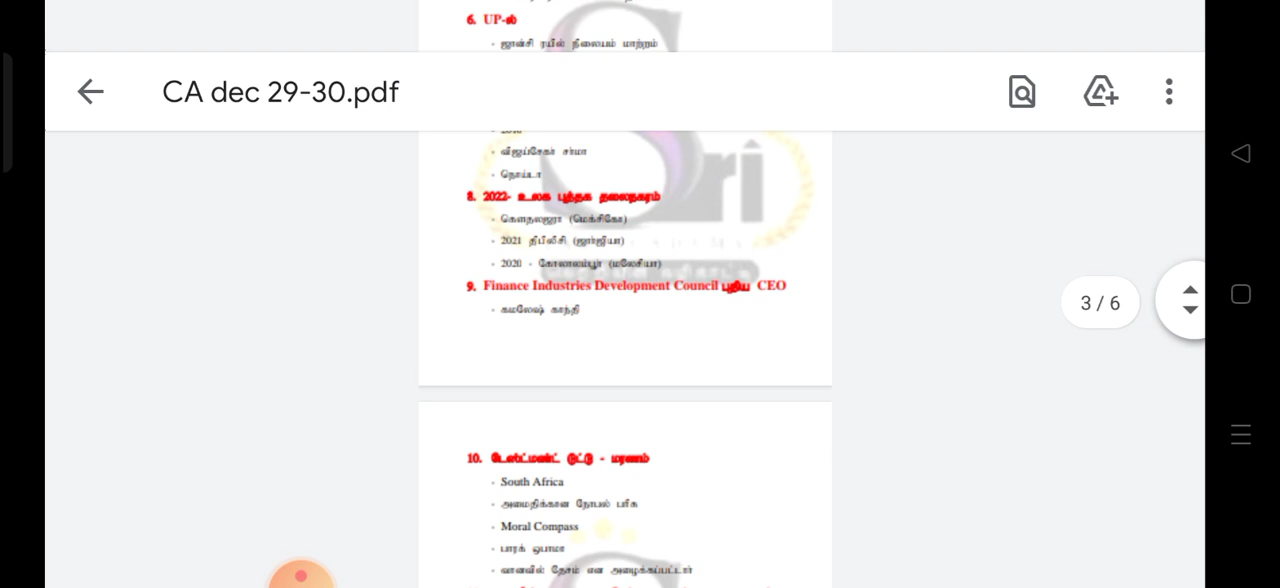 6. UP-ல்
- ஜான்சி ரயில் நிலையம் மாற்றம்
CA dec 29-30.pdf
- விஜய்சேகர் சர்மா
- நொய்டா
8. 2022- உலக புத்தக தலைநகரம்
- கௌதலஜரா (மெக்சிகோ)
- 2021 திபிலிசி (ஜார்ஜியா)
- 2020 - கோலாலம்பூர் (மலேசியா)
9. Finance Industries Development Council புதிய CEO
- கமலேஷ் காந்தி
3 / 6
10. டேஸ்ட்மண்ட் டுட்டு - மரணம்
- South Africa
- அமைதிக்கான நோபல் பரிசு
- Moral Compass
- பாரக் ஒபாமா
- வானவில் தேசம் என அழைக்கப்பட்டார்